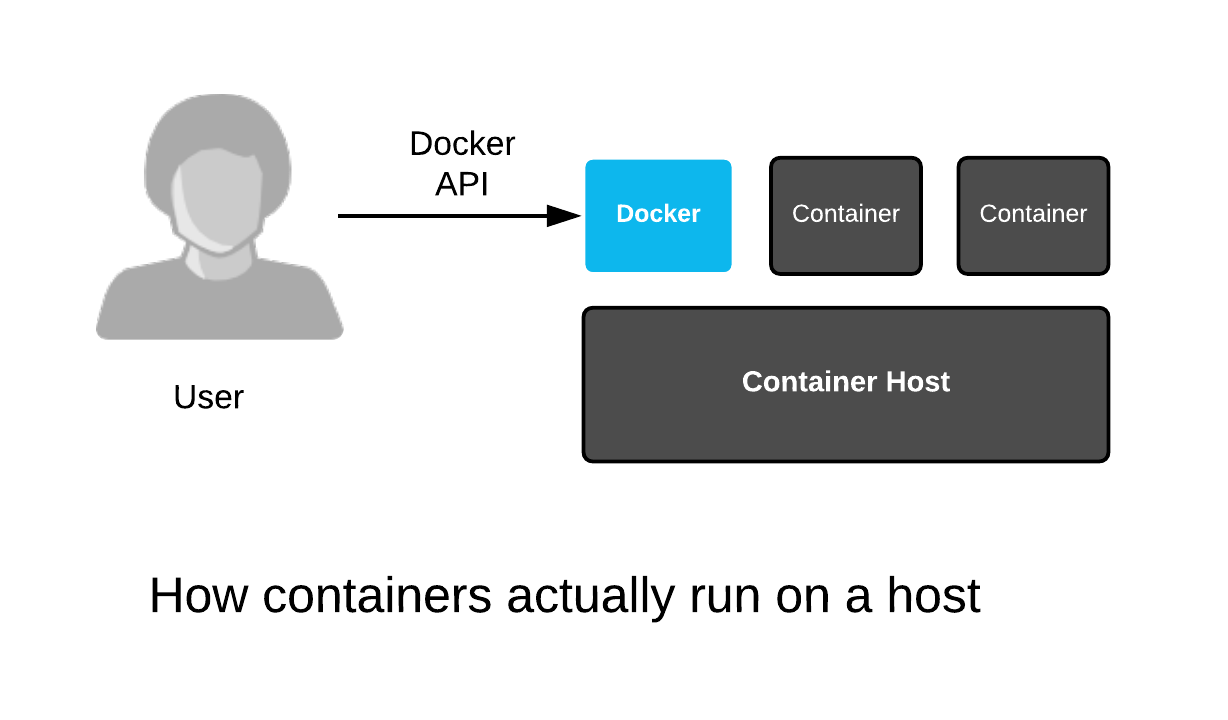 Docker
API
Docker
Container
Container
Container Host
User
How containers actually run on a host